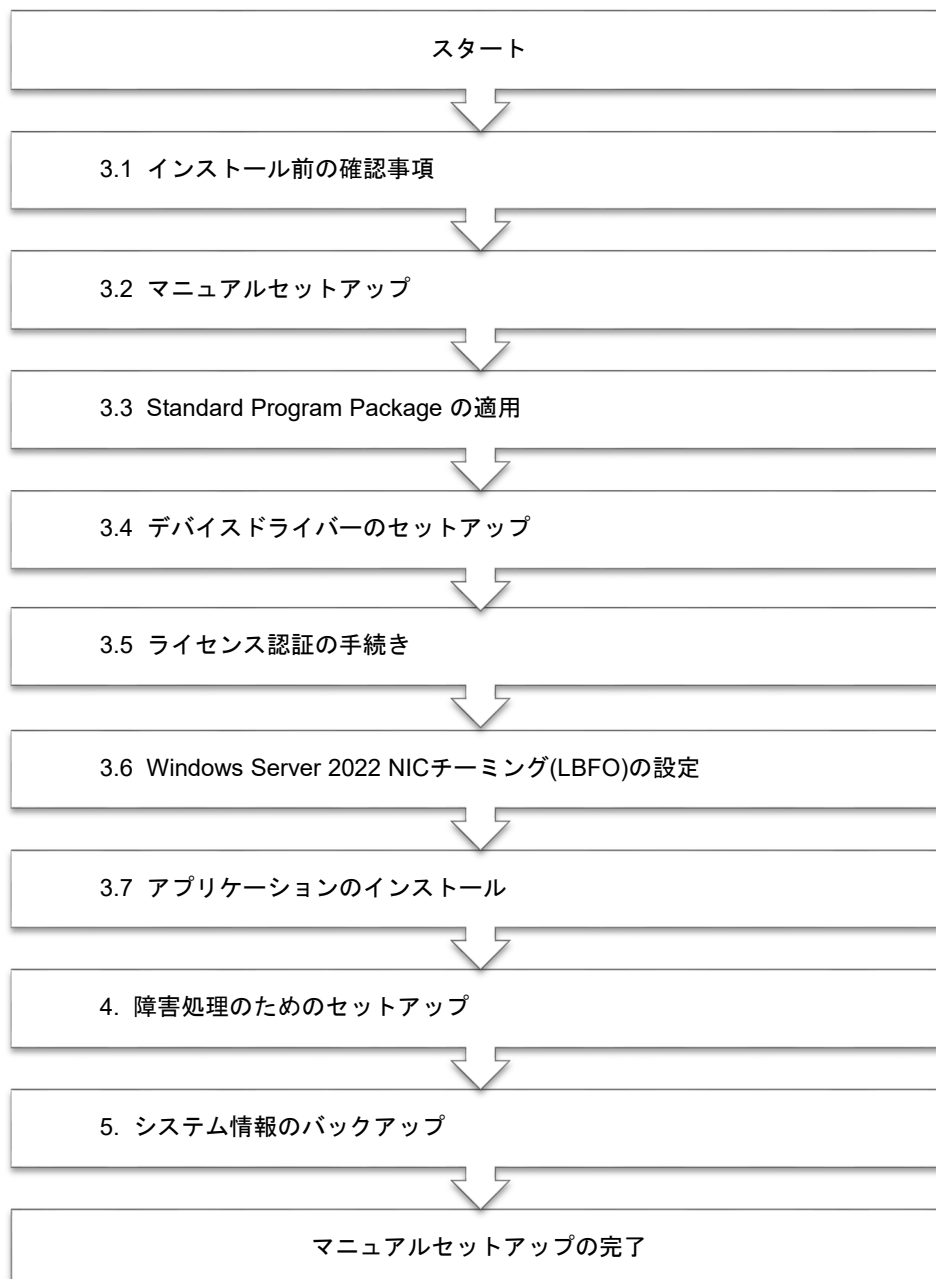 スタート
3.1 インストール前の確認事項
3.2 マニュアルセットアップ
3.3 Standard Program Package の適用
3.4 デバイスドライバーのセットアップ
3.5 ライセンス認証の手続き
3.6 Windows Server 2022 NICチーミング(LBFO)の設定
3.7 アプリケーションのインストール
4. 障害処理のためのセットアップ
5. システム情報のバックアップ
マニュアルセットアップの完了